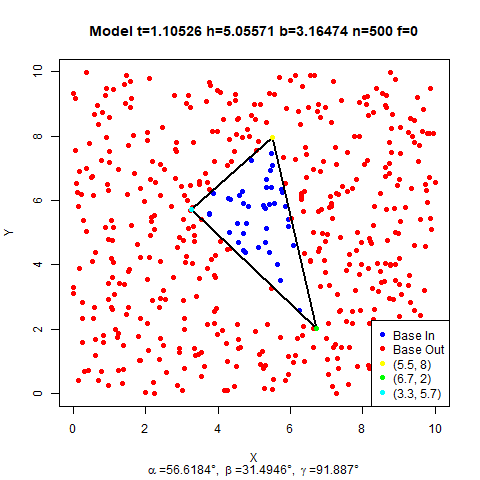 Model t=1.10526 h=5.05571 b=3.16474 n=500 f=0
10
8
6
4
2
0
Y
Base In
Base Out
(5.5, 8)
(6.7, 2)
(3.3, 5.7)
0 2 4 6 8 10
X
α=56.6184°, β=31.4946°, γ=91.887°